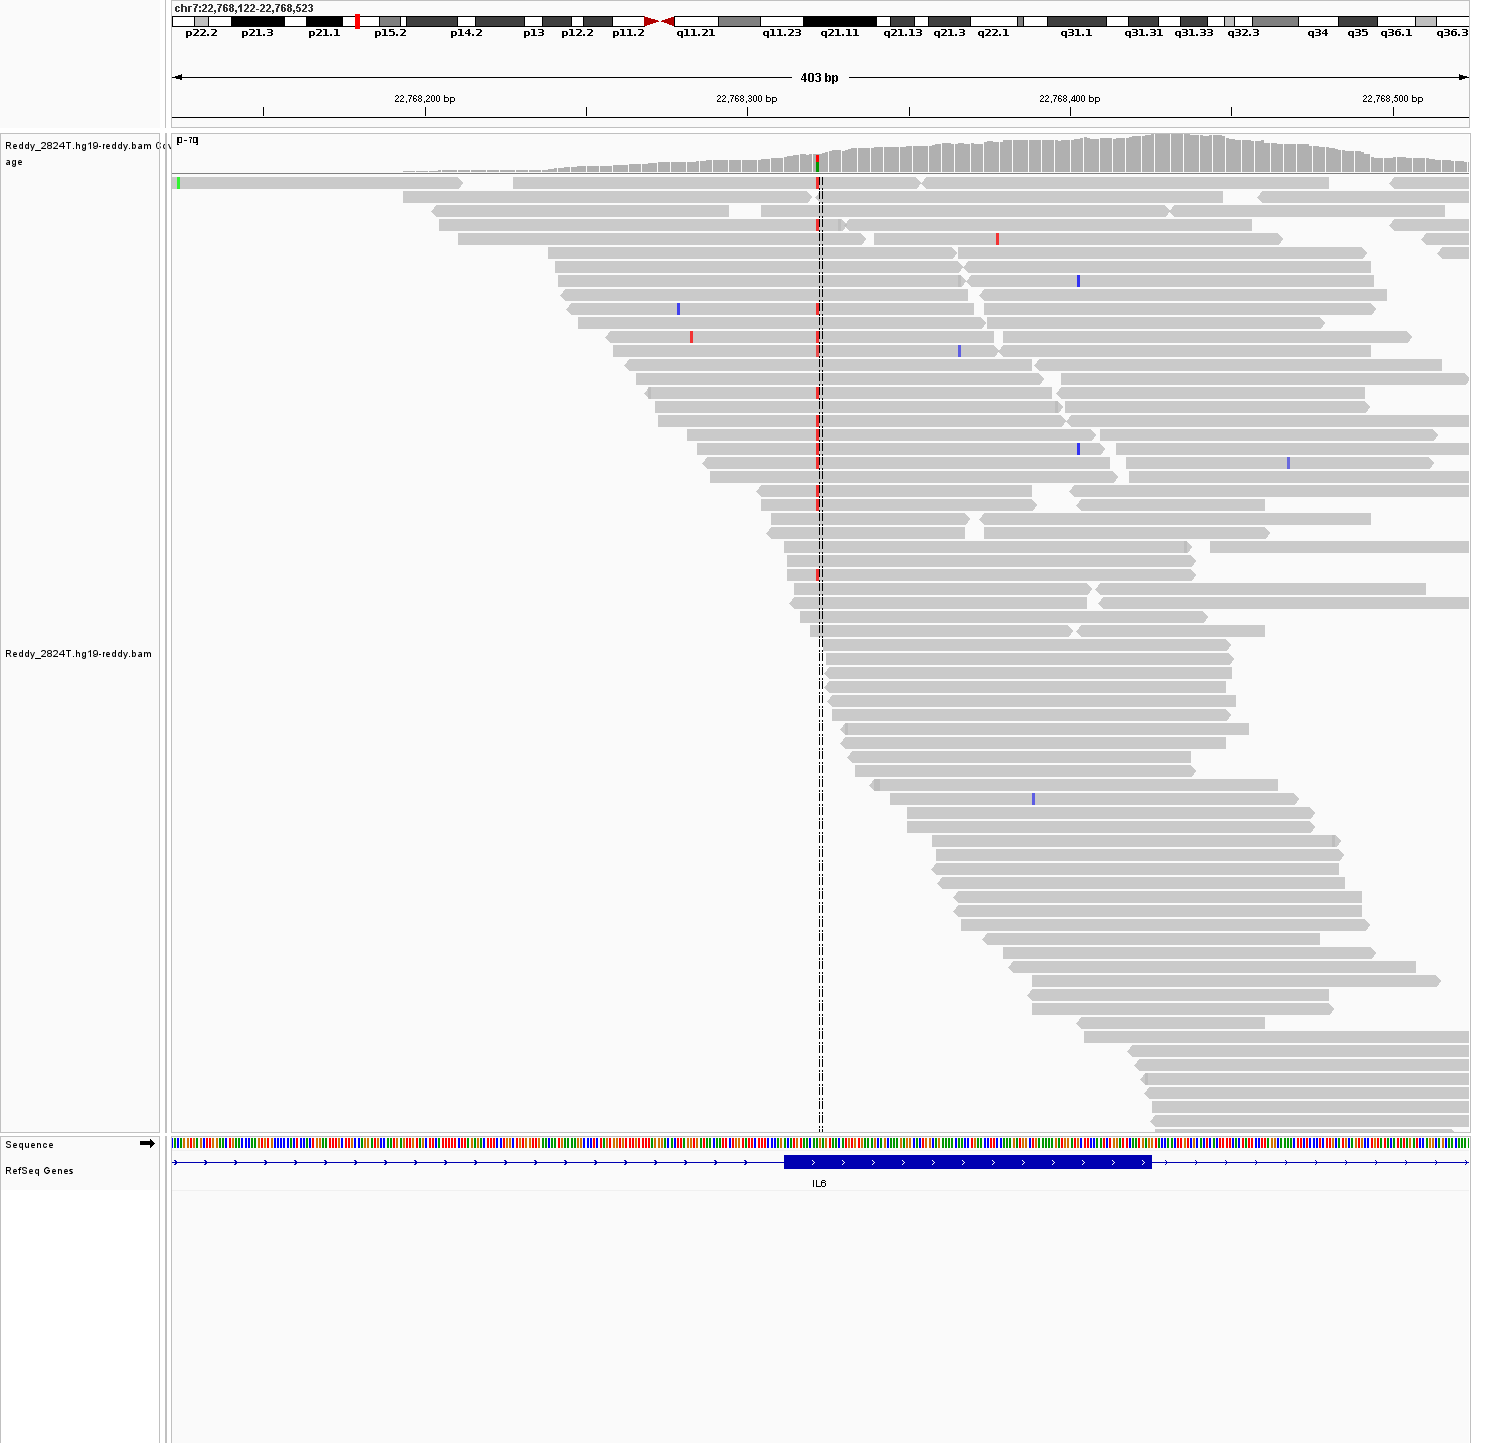 chr7:22,768,122-22,768,523
p22.2 p21.3 p21.1 p15.2 p14.2 p13 p12.2 p11.2 q11.21 q11.23 q21.11 q21.13 q21.3 q22.1 q31.1 q31.31 q31.33 q32.3 q34 q35 q36.1 q36.3
403 bp
22,768,200 bp 22,768,300 bp 22,768,400 bp 22,768,500 bp
Reddy_2824T.hg19-reddy.bam
age
Reddy_2824T.hg19-reddy.bam
Sequence
RefSeq Genes
IL6